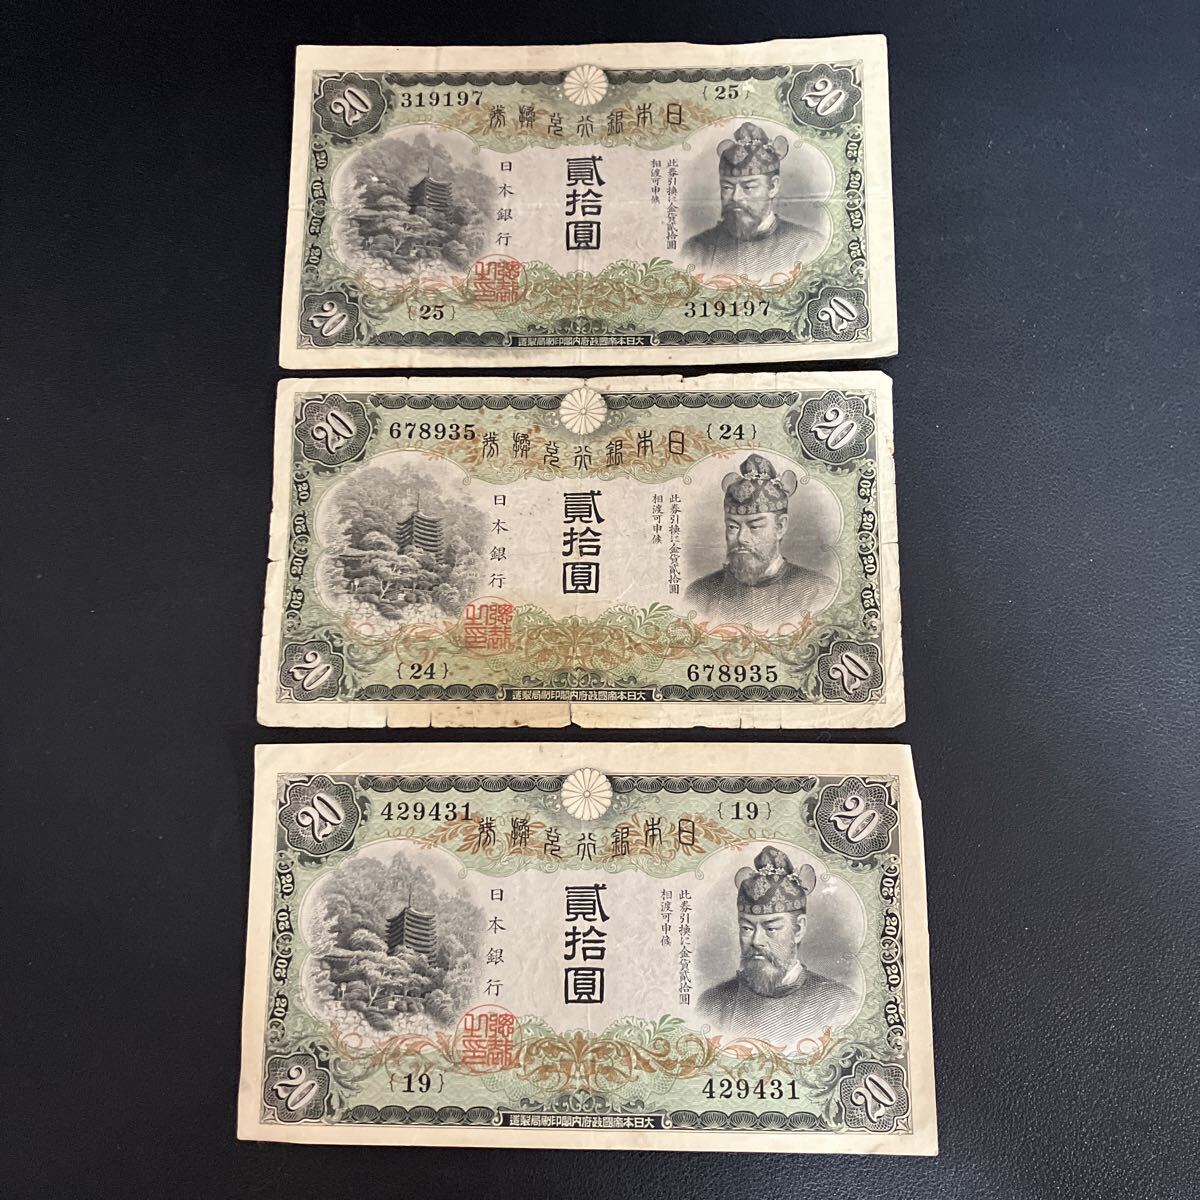 20
319197
{25}
20
日本銀行兌換券
日本銀行
貳拾圓
此券引換に金貨貳拾圓
相渡可申候
{25}
319197
20
20
大日本帝國政府内閣印刷局製造
20
678935
{24}
20
日本銀行兌換券
日本銀行
貳拾圓
此券引換に金貨貳拾圓
相渡可申候
{24}
678935
20
20
大日本帝國政府内閣印刷局製造
20
429431
{19}
20
日本銀行兌換券
日本銀行
貳拾圓
此券引換に金貨貳拾圓
相渡可申候
{19}
429431
20
20
大日本帝國政府内閣印刷局製造